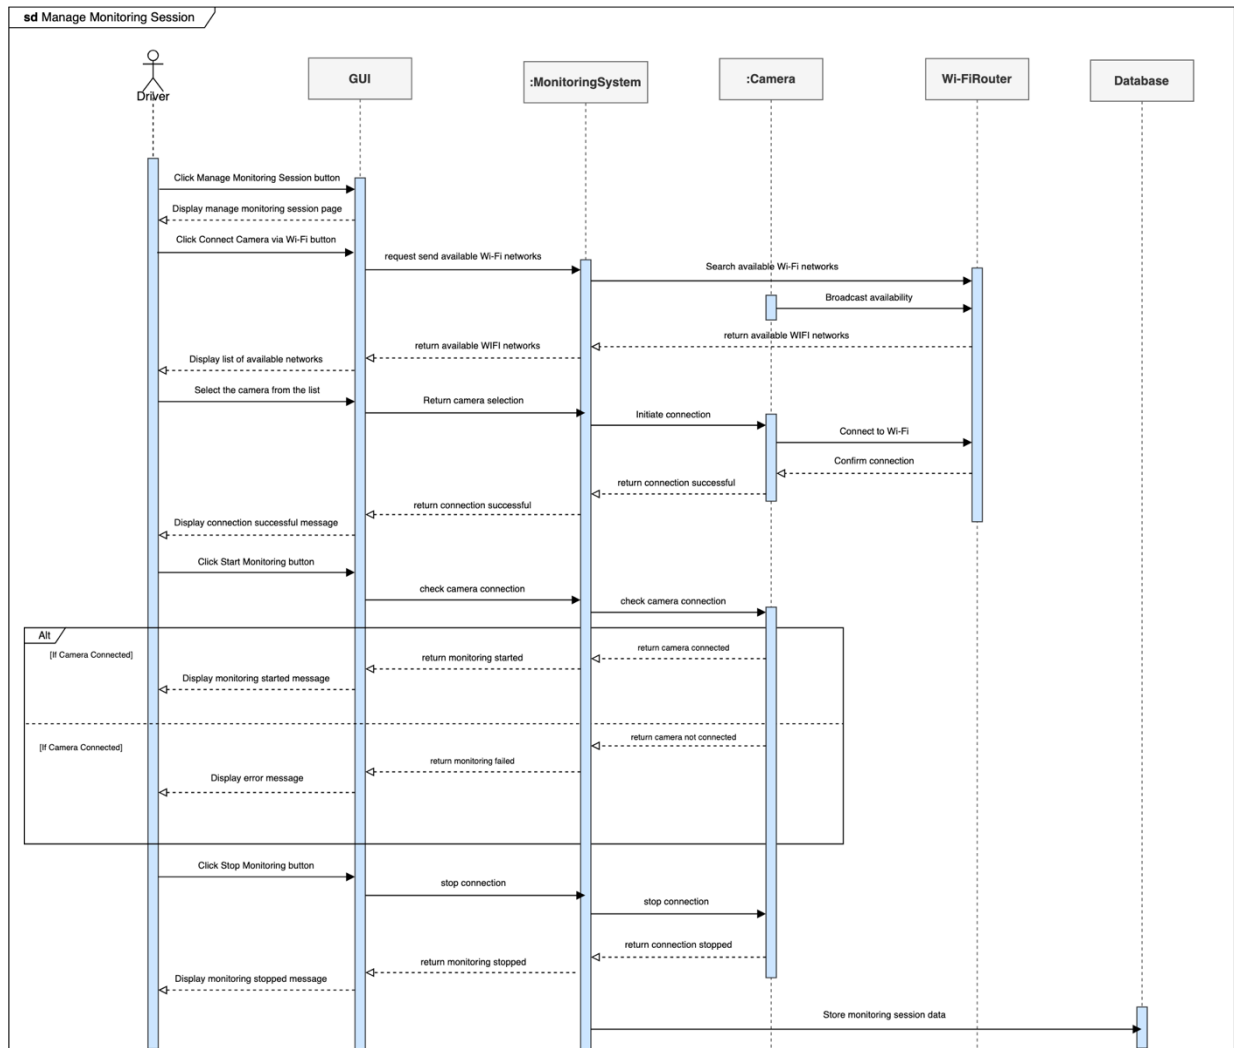 sd Manage Monitoring Session
Driver
GUI
:MonitoringSystem
:Camera
Wi-FiRouter
Database
Click Manage Monitoring Session button
Display manage monitoring session page
Click Connect Camera via Wi-Fi button
request send available Wi-Fi networks
Search available Wi-Fi networks
Broadcast availability
return available WIFI networks
return available WIFI networks
Display list of available networks
Select the camera from the list
Return camera selection
Initiate connection
Connect to Wi-Fi
Confirm connection
return connection successful
return connection successful
Display connection successful message
Click Start Monitoring button
check camera connection
check camera connection
Alt
[If Camera Connected]
return camera connected
return monitoring started
Display monitoring started message
[If Camera Connected]
return camera not connected
return monitoring failed
Display error message
Click Stop Monitoring button
stop connection
stop connection
return connection stopped
return monitoring stopped
Display monitoring stopped message
Store monitoring session data